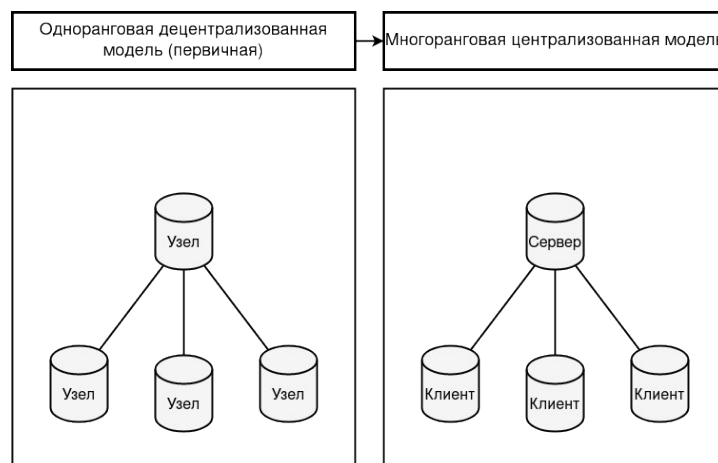 Одноранговая децентрализованная
модель (первичная)
Многоранговая централизованная модель
Узел
Сервер
Узел
Узел
Узел
Клиент
Клиент
Клиент